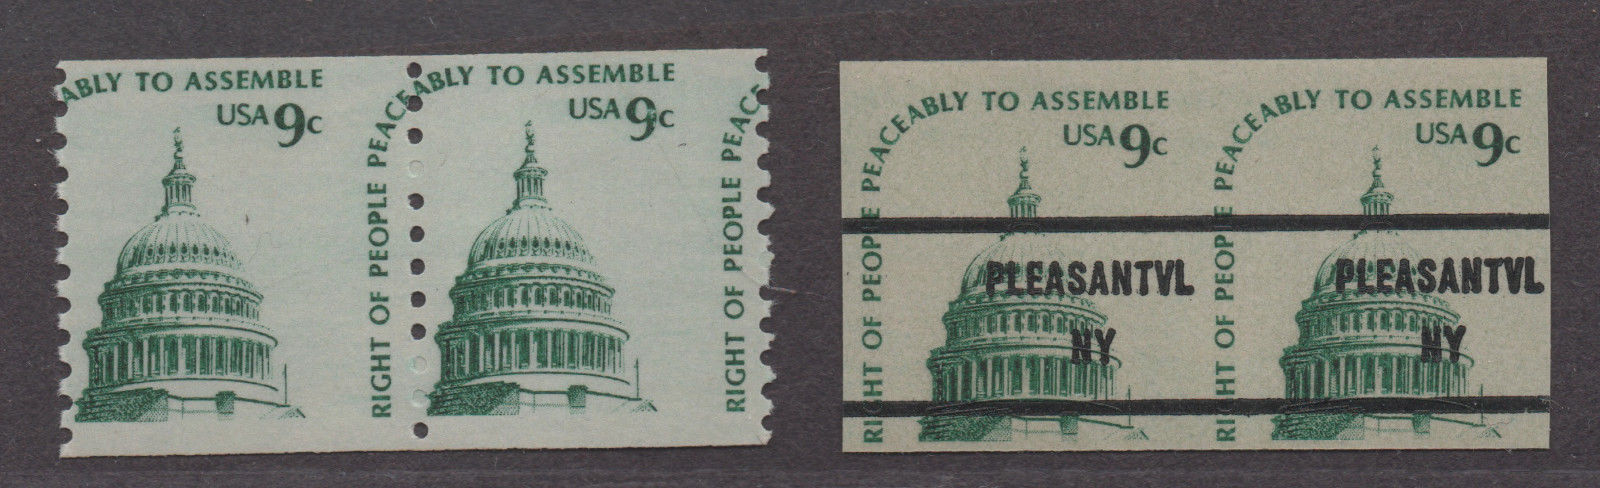 ABLY TO ASSEMBLE
USA 9c
RIGHT OF PEOPLE PEACEABLY TO ASSEMBLE
USA 9c
RIGHT OF PEOPLE PEACE
RIGHT OF PEOPLE PEACEABLY TO ASSEMBLE
USA 9c
PLEASANTVL
NY
RIGHT OF PEOPLE PEACEABLY TO ASSEMBLE
USA 9c
PLEASANTVL
NY